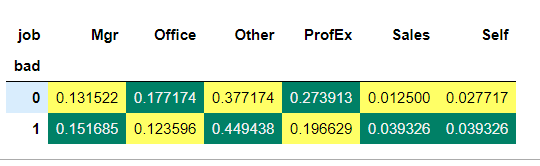 job Mgr Office Other ProfEx Sales Self
bad
0 0.131522 0.177174 0.377174 0.273913 0.012500 0.027717
1 0.151685 0.123596 0.449438 0.196629 0.039326 0.039326